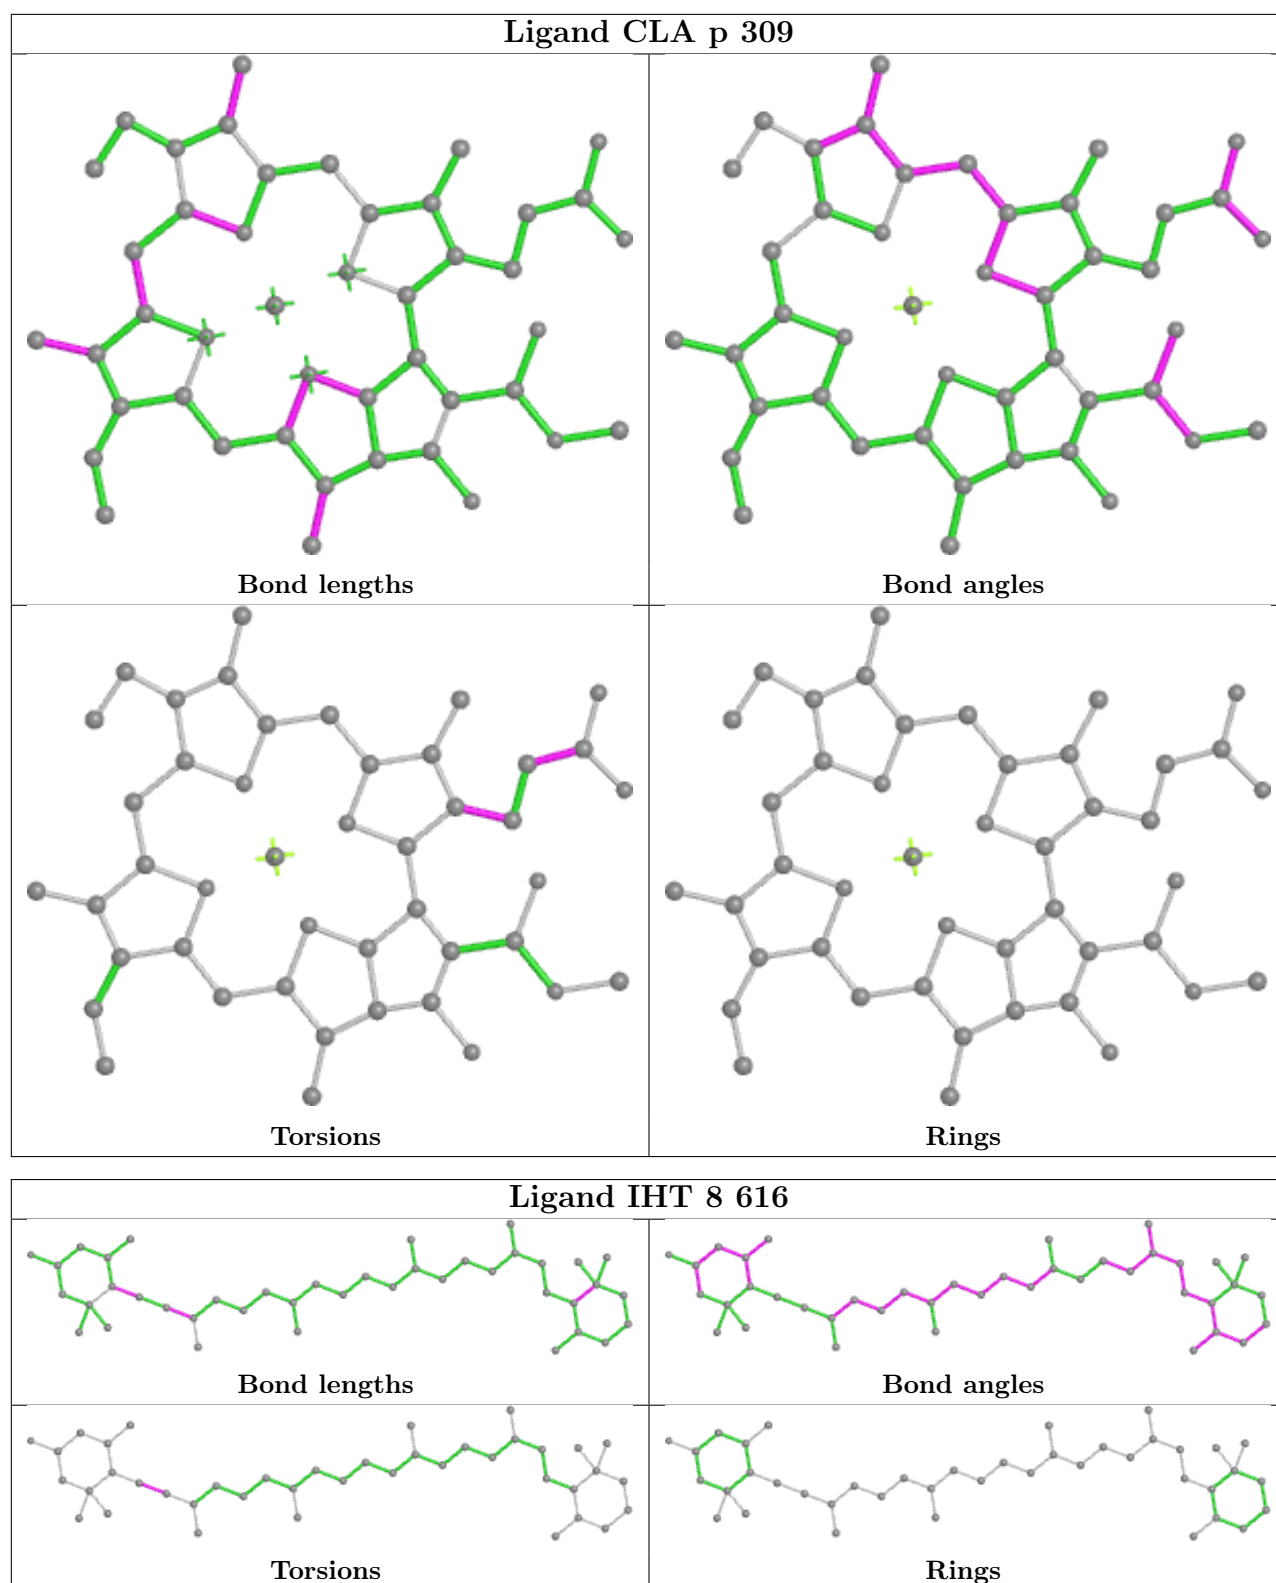 Ligand CLA p 309
Bond lengths
Bond angles
Torsions
Rings
Ligand IHT 8 616
Bond lengths
Bond angles
Torsions
Rings